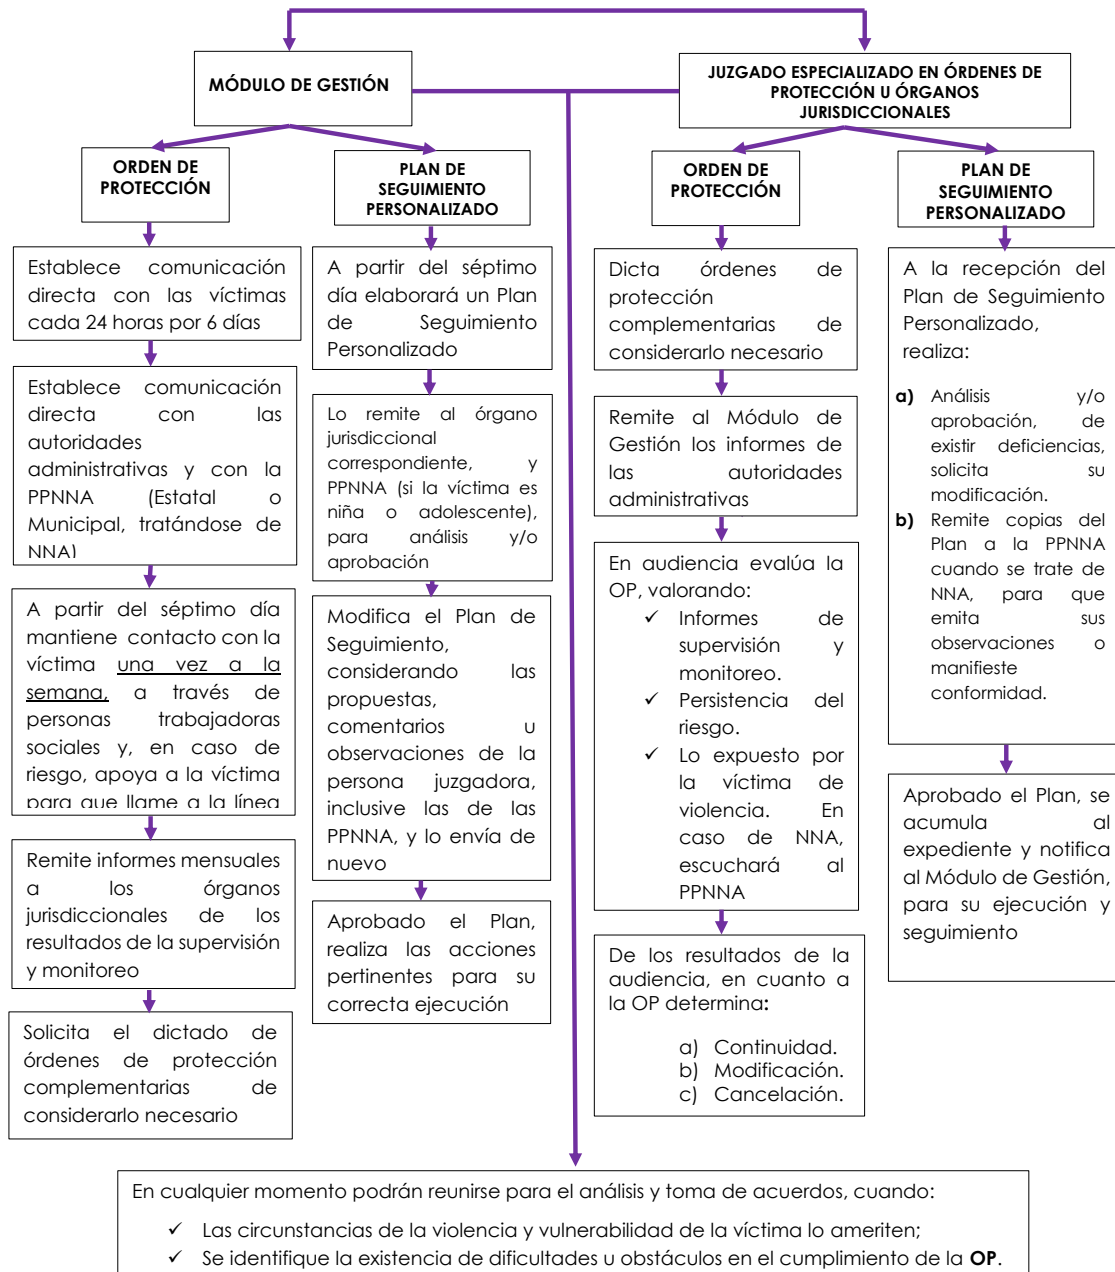 MÓDULO DE GESTIÓN
JUZGADO ESPECIALIZADO EN ÓRDENES DE
PROTECCIÓN U ÓRGANOS
JURISDICCIONALES
ORDEN DE
PROTECCIÓN
Establece comunicación
directa con las víctimas
cada 24 horas por 6 días
Establece comunicación
directa con las
autoridades
administrativas y con la
PPNNA (Estatal o
Municipal, tratándose de
NNA)
A partir del séptimo día
mantiene contacto con la
víctima una vez a la
semana, a través de
personas trabajadoras
sociales y, en caso de
riesgo, apoya a la víctima
para que llame a la línea
Remite informes mensuales
a los órganos
jurisdiccionales de los
resultados de la supervisión
y monitoreo
Solicita el dictado de
órdenes de protección
complementarias de
considerarlo necesario
PLAN DE
SEGUIMIENTO
PERSONALIZADO
A partir del séptimo
día elaborará un Plan
de Seguimiento
Personalizado
Lo remite al órgano
jurisdiccional
correspondiente, y
PPNNA (si la víctima es
niña o adolescente),
para análisis y/o
aprobación
Modifica el Plan de
Seguimiento,
considerando las
propuestas,
comentarios u
observaciones de la
persona juzgadora,
inclusive las de las
PPNNA, y lo envía de
nuevo
Aprobado el Plan,
realiza las acciones
pertinentes para su
correcta ejecución
ORDEN DE
PROTECCIÓN
Dicta órdenes de
protección
complementarias de
considerarlo necesario
Remite al Módulo de
Gestión los informes de
las autoridades
administrativas
En audiencia evalúa la
OP, valorando:
✓ Informes de
supervisión y
monitoreo.
✓ Persistencia del
riesgo.
✓ Lo expuesto por
la víctima de
violencia. En
caso de NNA,
escuchará al
PPNNA
De los resultados de la
audiencia, en cuanto a
la OP determina:
a) Continuidad.
b) Modificación.
c) Cancelación.
PLAN DE
SEGUIMIENTO
PERSONALIZADO
A la recepción del
Plan de Seguimiento
Personalizado,
realiza:
a) Análisis y/o
aprobación, de
existir deficiencias,
solicita su
modificación.
b) Remite copias del
Plan a la PPNNA
cuando se trate de
NNA, para que
emita sus
observaciones o
manifieste
conformidad.
Aprobado el Plan, se
acumula al
expediente y notifica
al Módulo de Gestión,
para su ejecución y
seguimiento
En cualquier momento podrán reunirse para el análisis y toma de acuerdos, cuando:
✓ Las circunstancias de la violencia y vulnerabilidad de la víctima lo ameriten;
✓ Se identifique la existencia de dificultades u obstáculos en el cumplimiento de la OP.